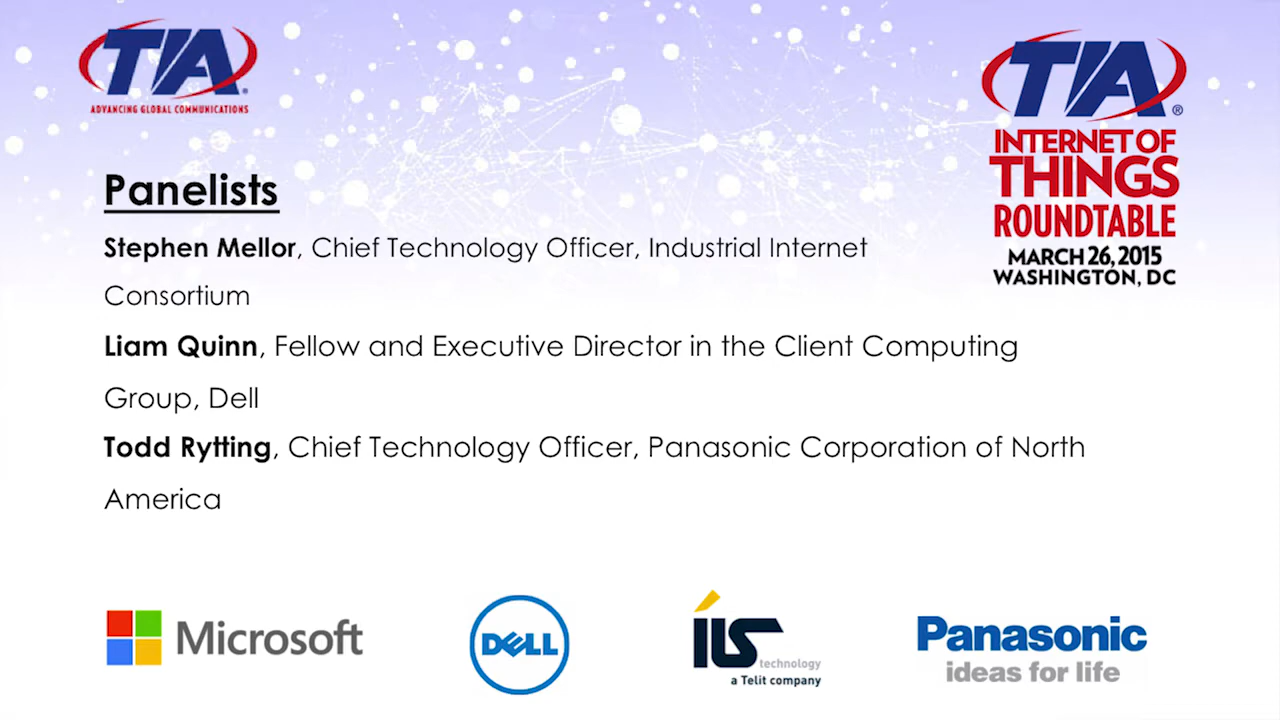 TIA
ADVANCING GLOBAL COMMUNICATIONS
TIA®
INTERNET OF
THINGS
ROUNDTABLE
MARCH 26, 2015
WASHINGTON, DC
Panelists
Stephen Mellor, Chief Technology Officer, Industrial Internet
Consortium
Liam Quinn, Fellow and Executive Director in the Client Computing
Group, Dell
Todd Rytting, Chief Technology Officer, Panasonic Corporation of North
America
Microsoft
DELL
ILS
technology
a Telit company
Panasonic
ideas for life